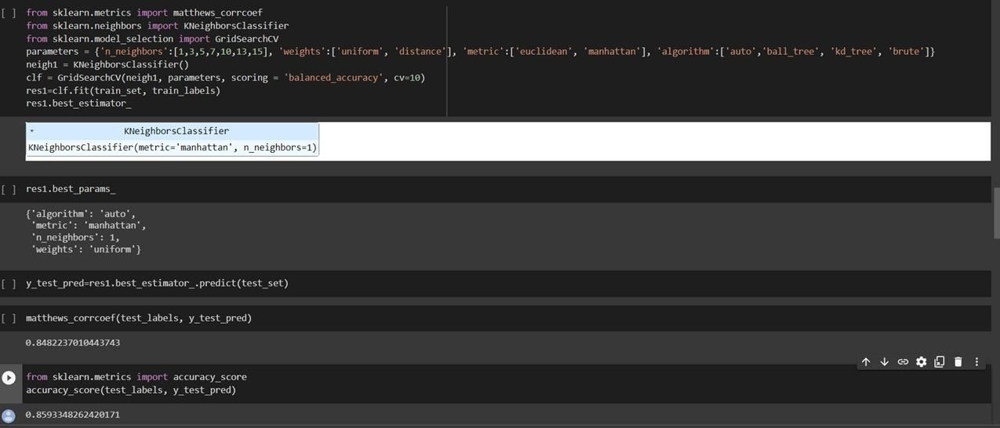 [ ] from sklearn.metrics import matthews_corrcoef
from sklearn.neighbors import KNeighborsClassifier
from sklearn.model_selection import GridSearchCV
parameters = {'n_neighbors':[1,3,5,7,10,13,15], 'weights':['uniform', 'distance'], 'metric':['euclidean', 'manhattan'], 'algorithm':['auto','ball_tree', 'kd_tree', 'brute']}
neigh1 = KNeighborsClassifier()
clf = GridSearchCV(neigh1, parameters, scoring = 'balanced_accuracy', cv=10)
res1=clf.fit(train_set, train_labels)
res1.best_estimator_
KNeighborsClassifier
KNeighborsClassifier(metric='manhattan', n_neighbors=1)
[ ] res1.best_params_
{'algorithm': 'auto',
'metric': 'manhattan',
'n_neighbors': 1,
'weights': 'uniform'}
[ ] y_test_pred=res1.best_estimator_.predict(test_set)
[ ] matthews_corrcoef(test_labels, y_test_pred)
0.8482237010443743
from sklearn.metrics import accuracy_score
accuracy_score(test_labels, y_test_pred)
0.8593348262420171